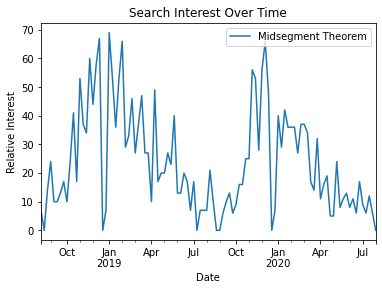 Search Interest Over Time
Midsegment Theorem
Relative Interest
70
60
50
40
30
20
10
0
Oct Jan Apr Jul Oct Jan Apr Jul
2019 2020
Date